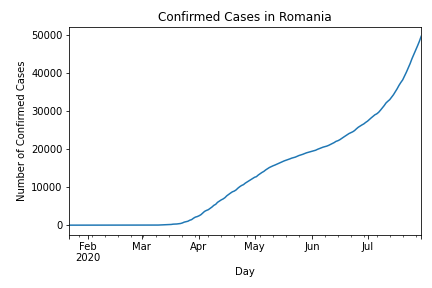 Confirmed Cases in Romania
50000
40000
30000
20000
10000
0
Number of Confirmed Cases
Feb
2020
Mar
Apr
May
Jun
Jul
Day